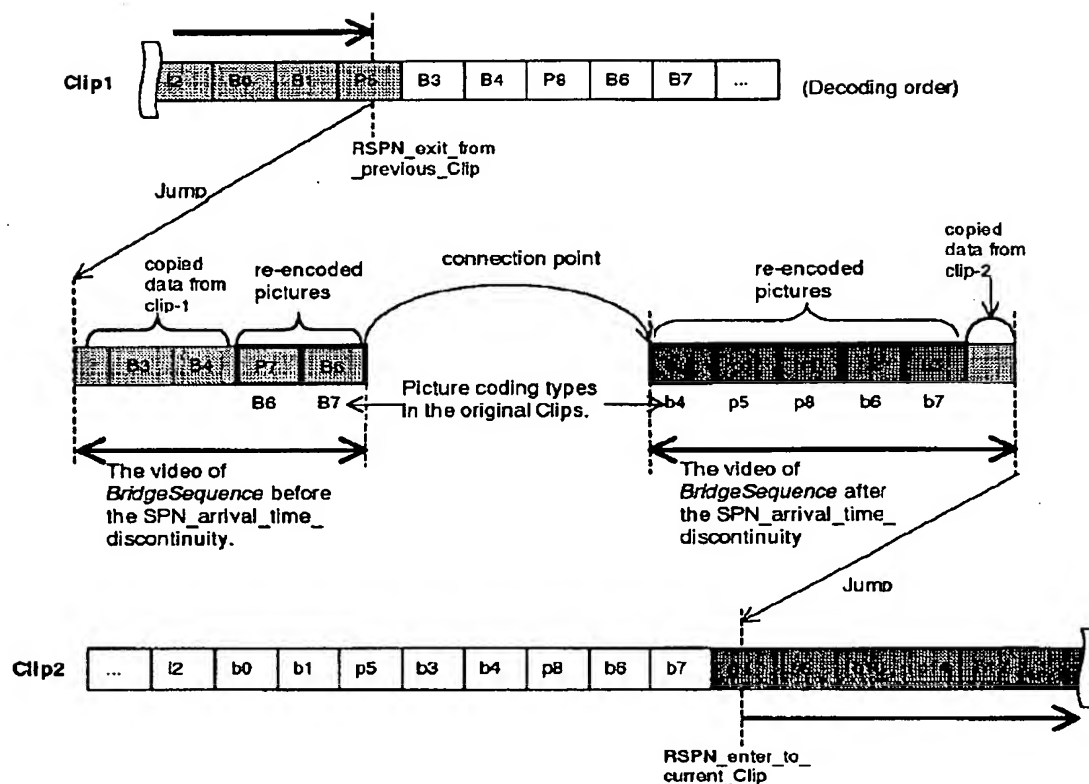 Clip1
I2 B0 B1 P5 B3 B4 P8 B6 B7 ...
(Decoding order)
RSPN_exit_from
_previous_Clip
Jump
copied
data from
clip-1
re-encoded
pictures
connection point
re-encoded
pictures
copied
data from
clip-2
B3 B4 P7 B6
B6 B7
Picture coding types
in the original Clips.
b4 p5 p8 b6 b7
The video of
BridgeSequence before
the SPN_arrival_time_
discontinuity.
The video of
BridgeSequence after
the SPN_arrival_time_
discontinuity
Jump
Clip2
... I2 b0 b1 p5 b3 b4 p8 b6 b7
RSPN_enter_to_
current_Clip